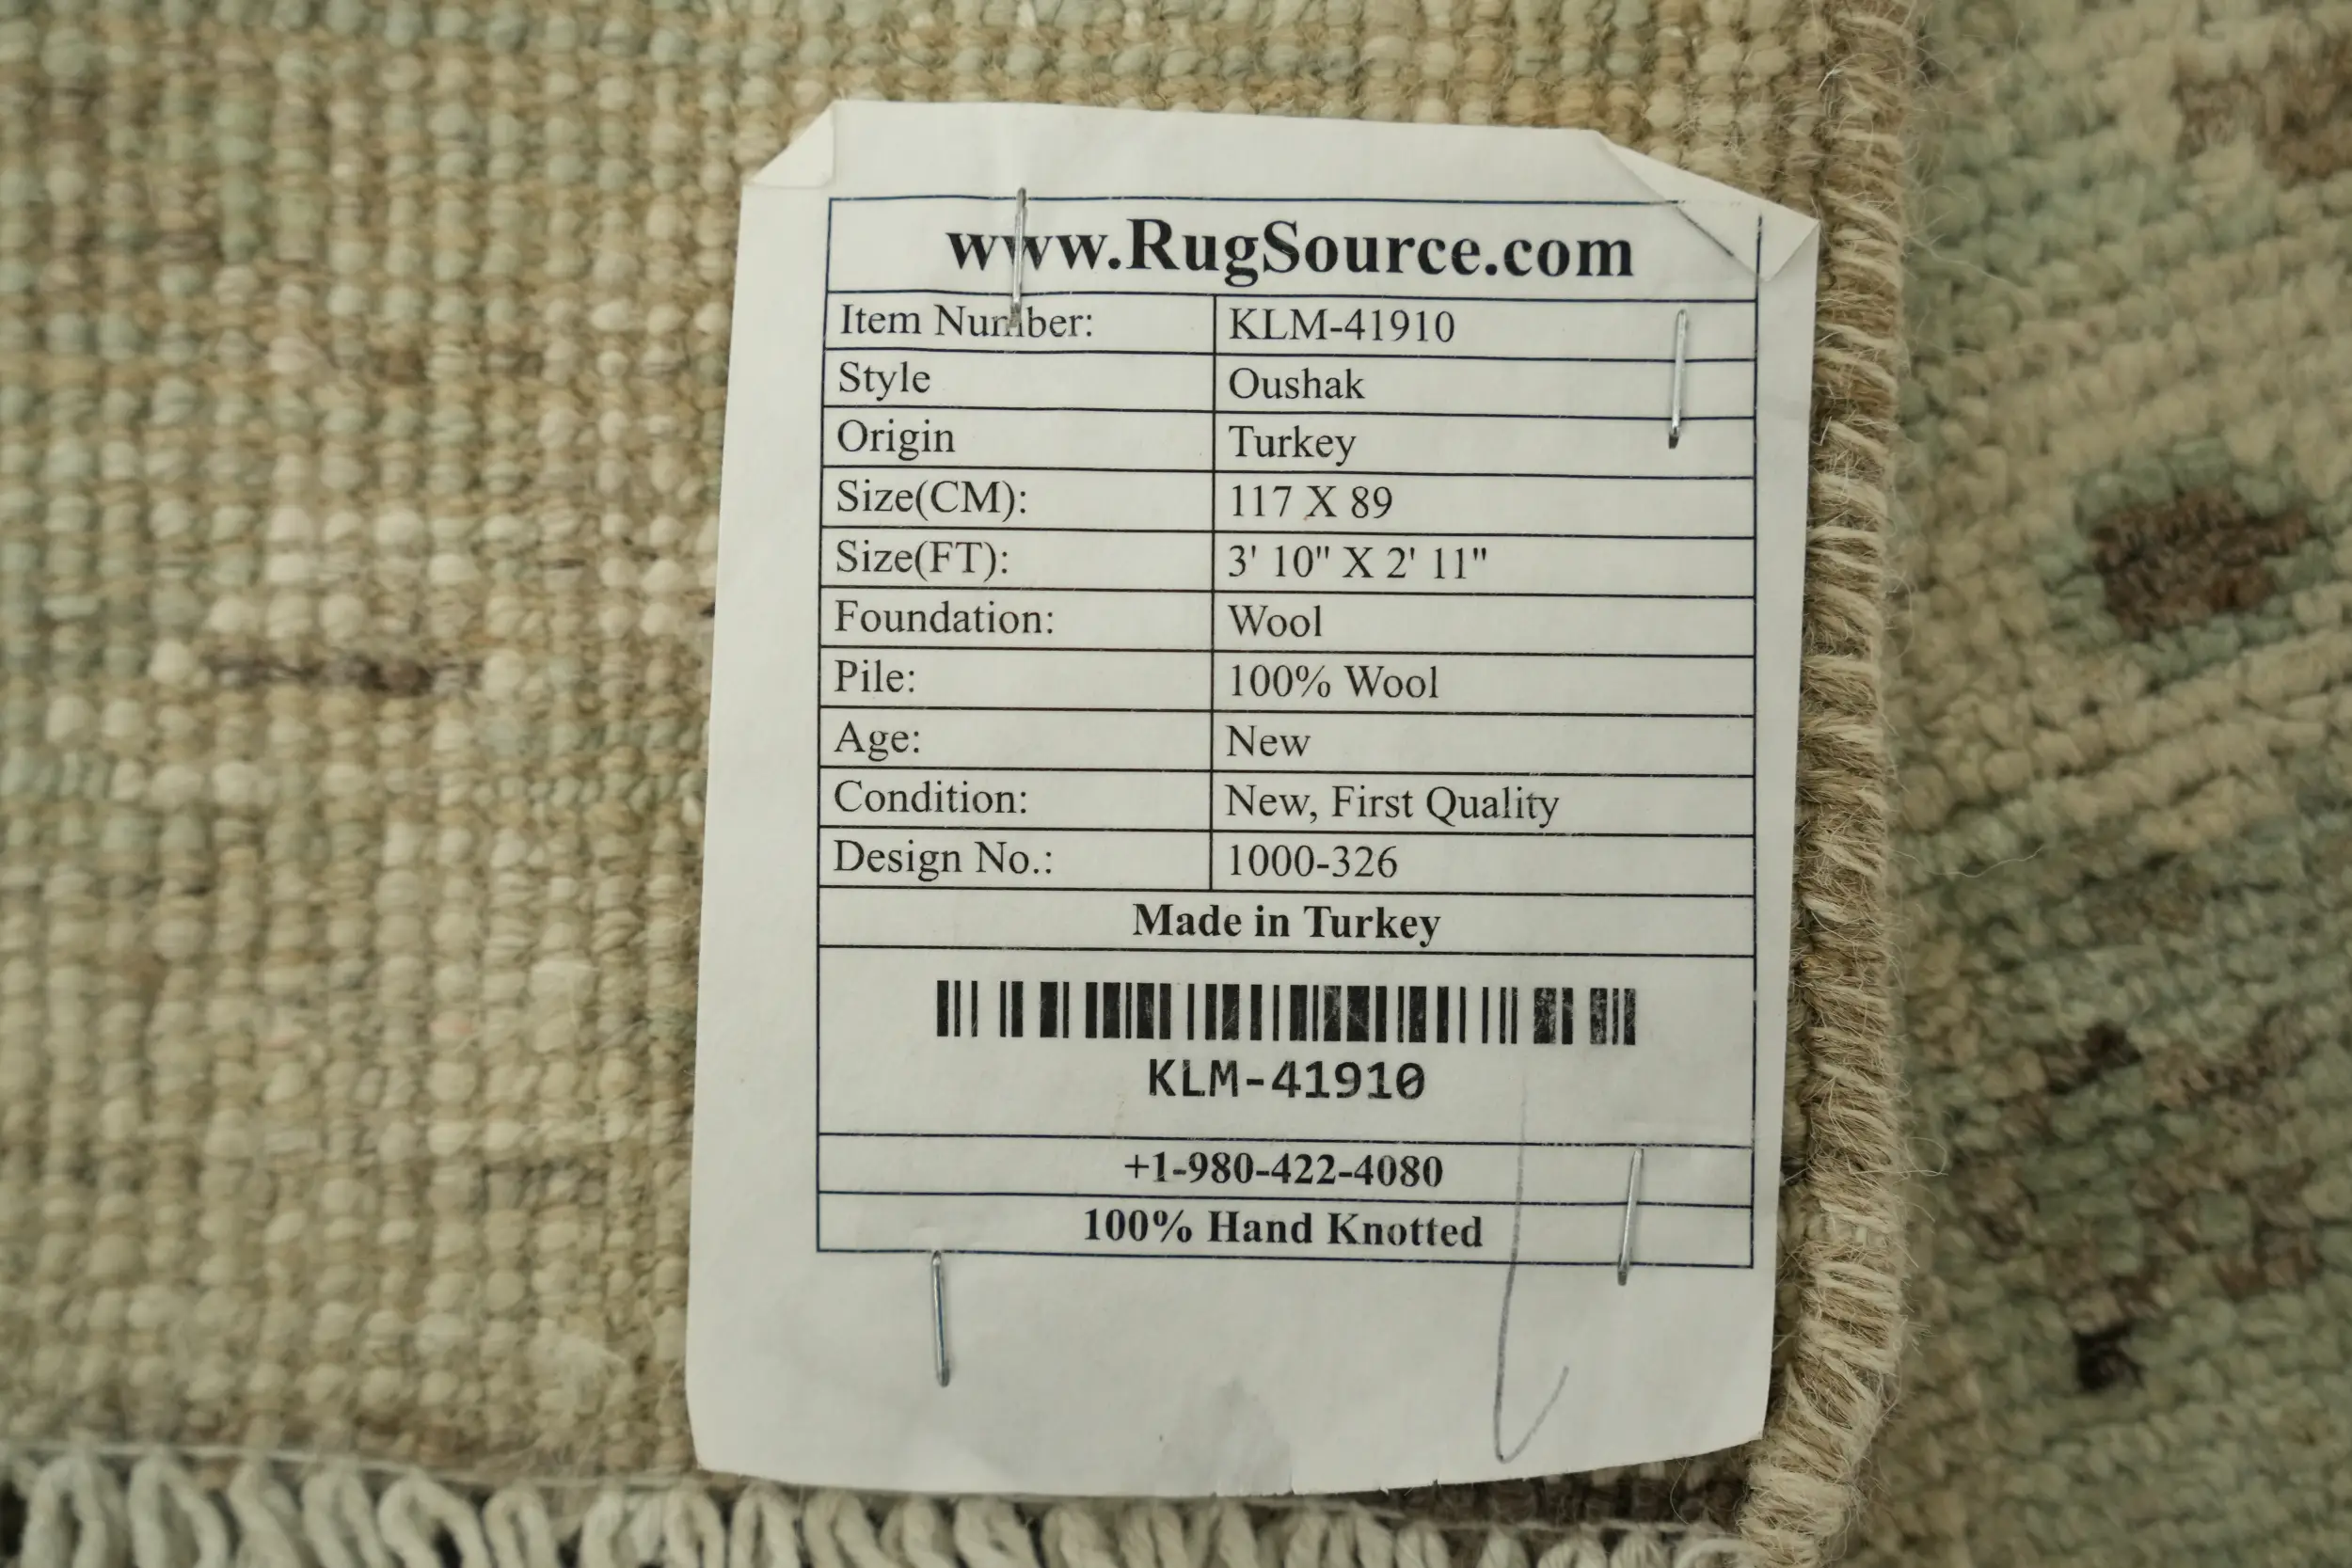 www.RugSource.com
Item Number: KLM-41910
Style Oushak
Origin Turkey
Size(CM): 117 X 89
Size(FT): 3' 10" X 2' 11"
Foundation: Wool
Pile: 100% Wool
Age: New
Condition: New, First Quality
Design No.: 1000-326
Made in Turkey
KLM-41910
+1-980-422-4080
100% Hand Knotted